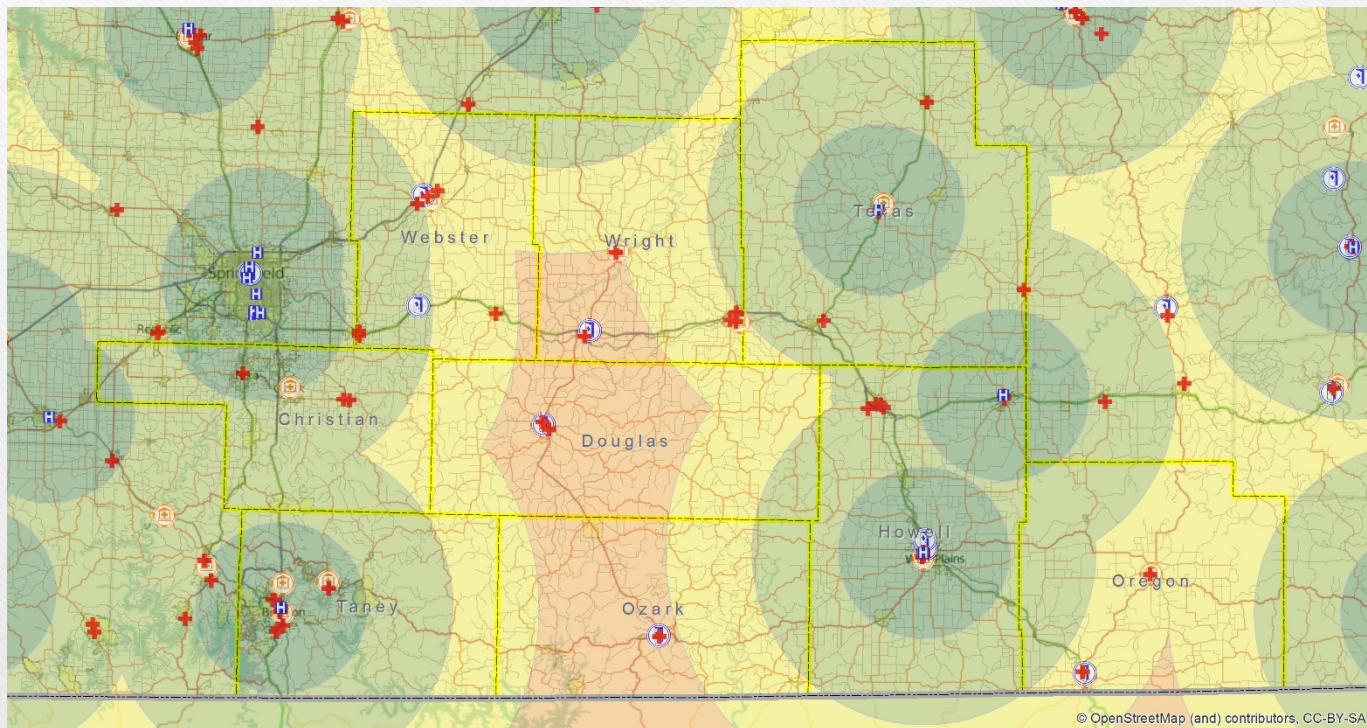 Texas
Webster
Wright
Springfield
Christian
Douglas
Howell
West Plains
Oregon
Taney
Ozark
© OpenStreetMap (and) contributors, CC-BY-SA